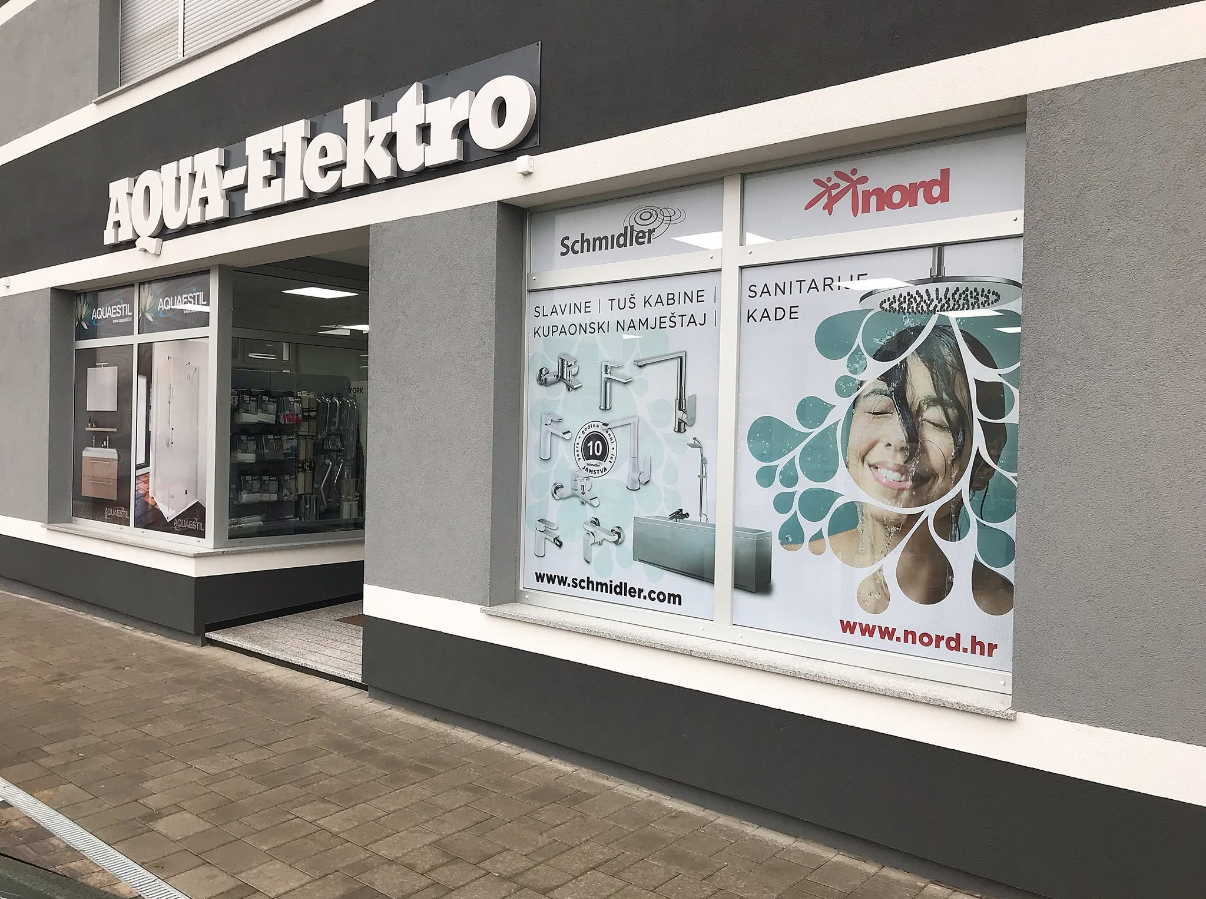 AQUA-Elektro
AQUAESTIL
AQUAESTIL
AQUAESTIL
Schmidler
nord
SLAVINE | TUŠ KABINE |
KUPAONSKI NAMJEŠTAJ |
SANITARIJE
KADE
10
JAMSTVA
www.schmidler.com
www.nord.hr